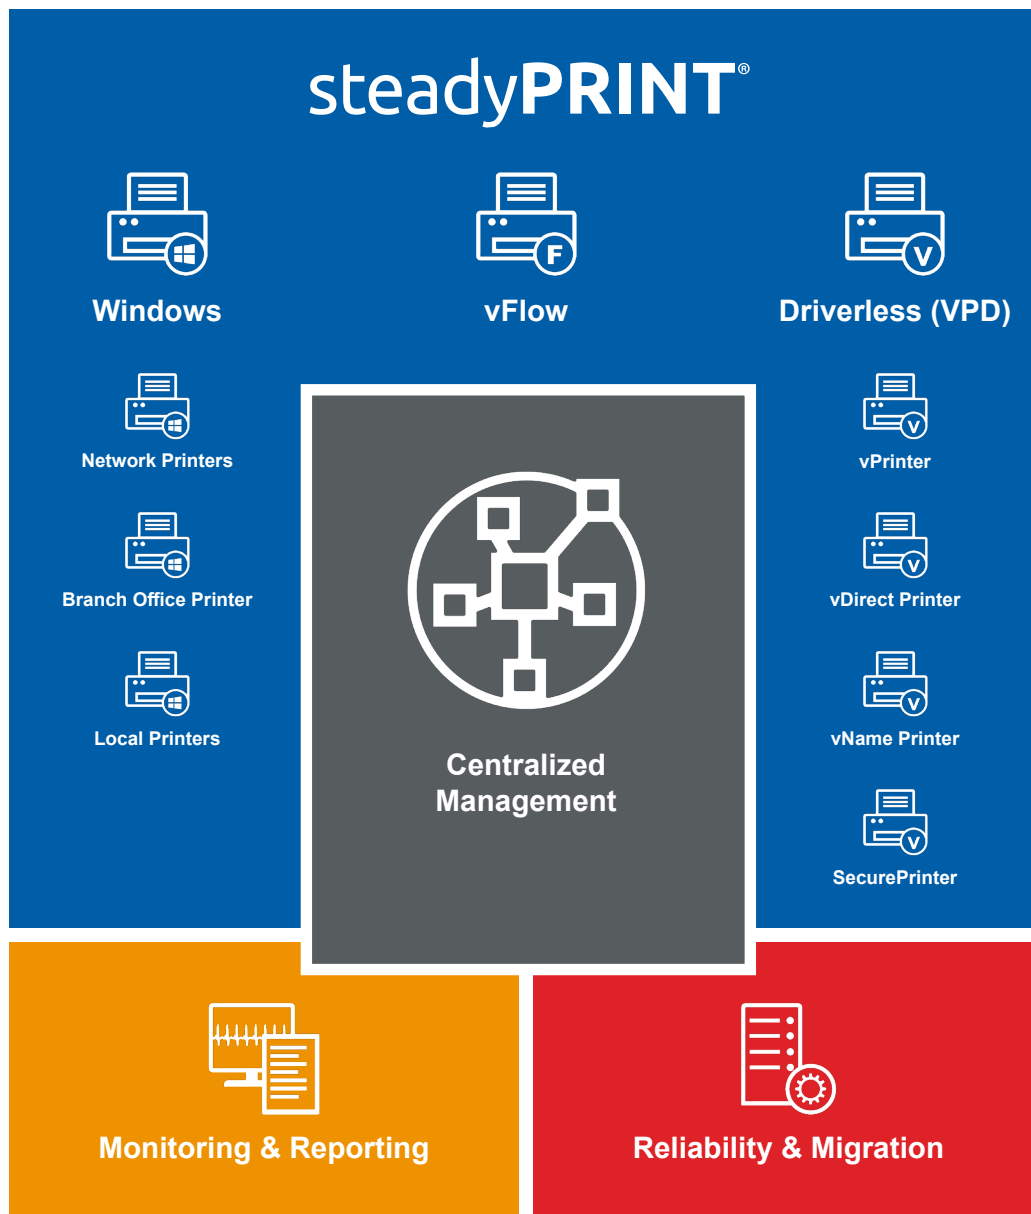 steadyPRINT®
Windows
vFlow
Driverless (VPD)
Network Printers
Branch Office Printer
Local Printers
vPrinter
vDirect Printer
vName Printer
SecurePrinter
Centralized
Management
Monitoring & Reporting
Reliability & Migration